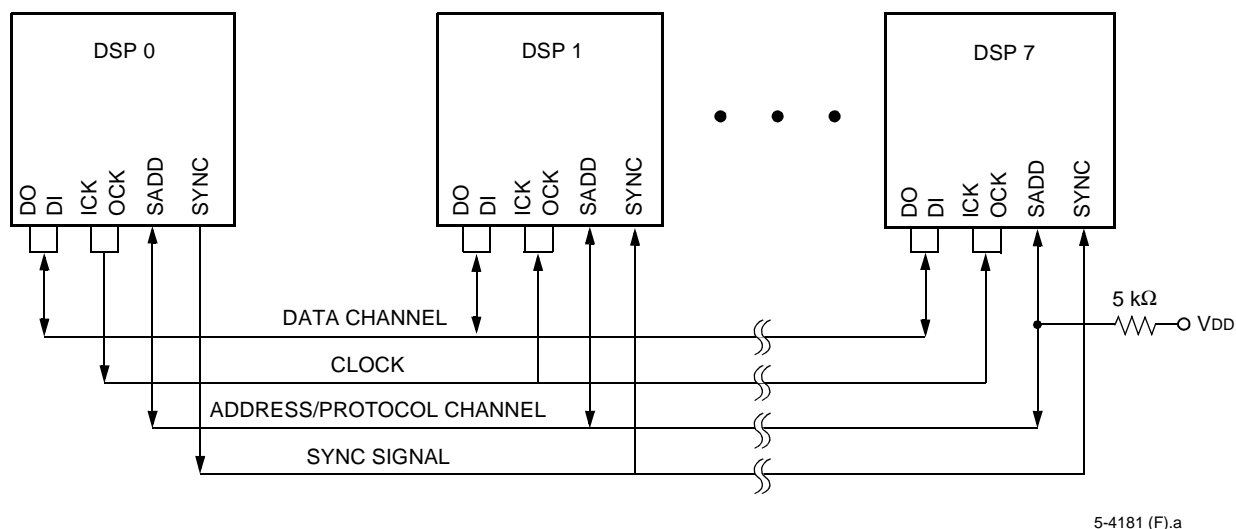 DSP 0
DSP 1
DSP 7
DO
DI
ICK
OCK
SADD
SYNC
DO
DI
ICK
OCK
SADD
SYNC
DO
DI
ICK
OCK
SADD
SYNC
5 kΩ
VDD
DATA CHANNEL
CLOCK
ADDRESS/PROTOCOL CHANNEL
SYNC SIGNAL
5-4181 (F).a